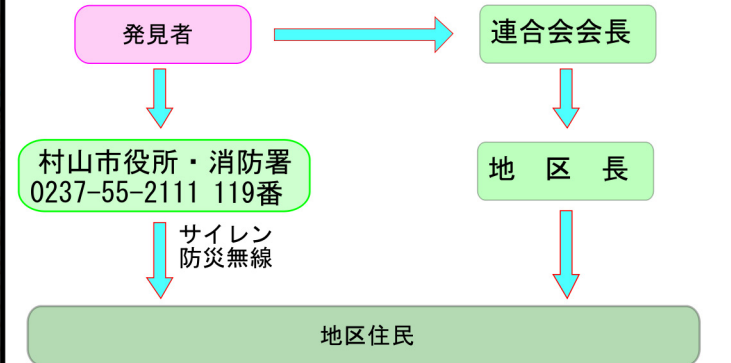 発見者
連合会会長
村山市役所・消防署
0237-55-2111 119番
地 区 長
サイレン
防災無線
地区住民